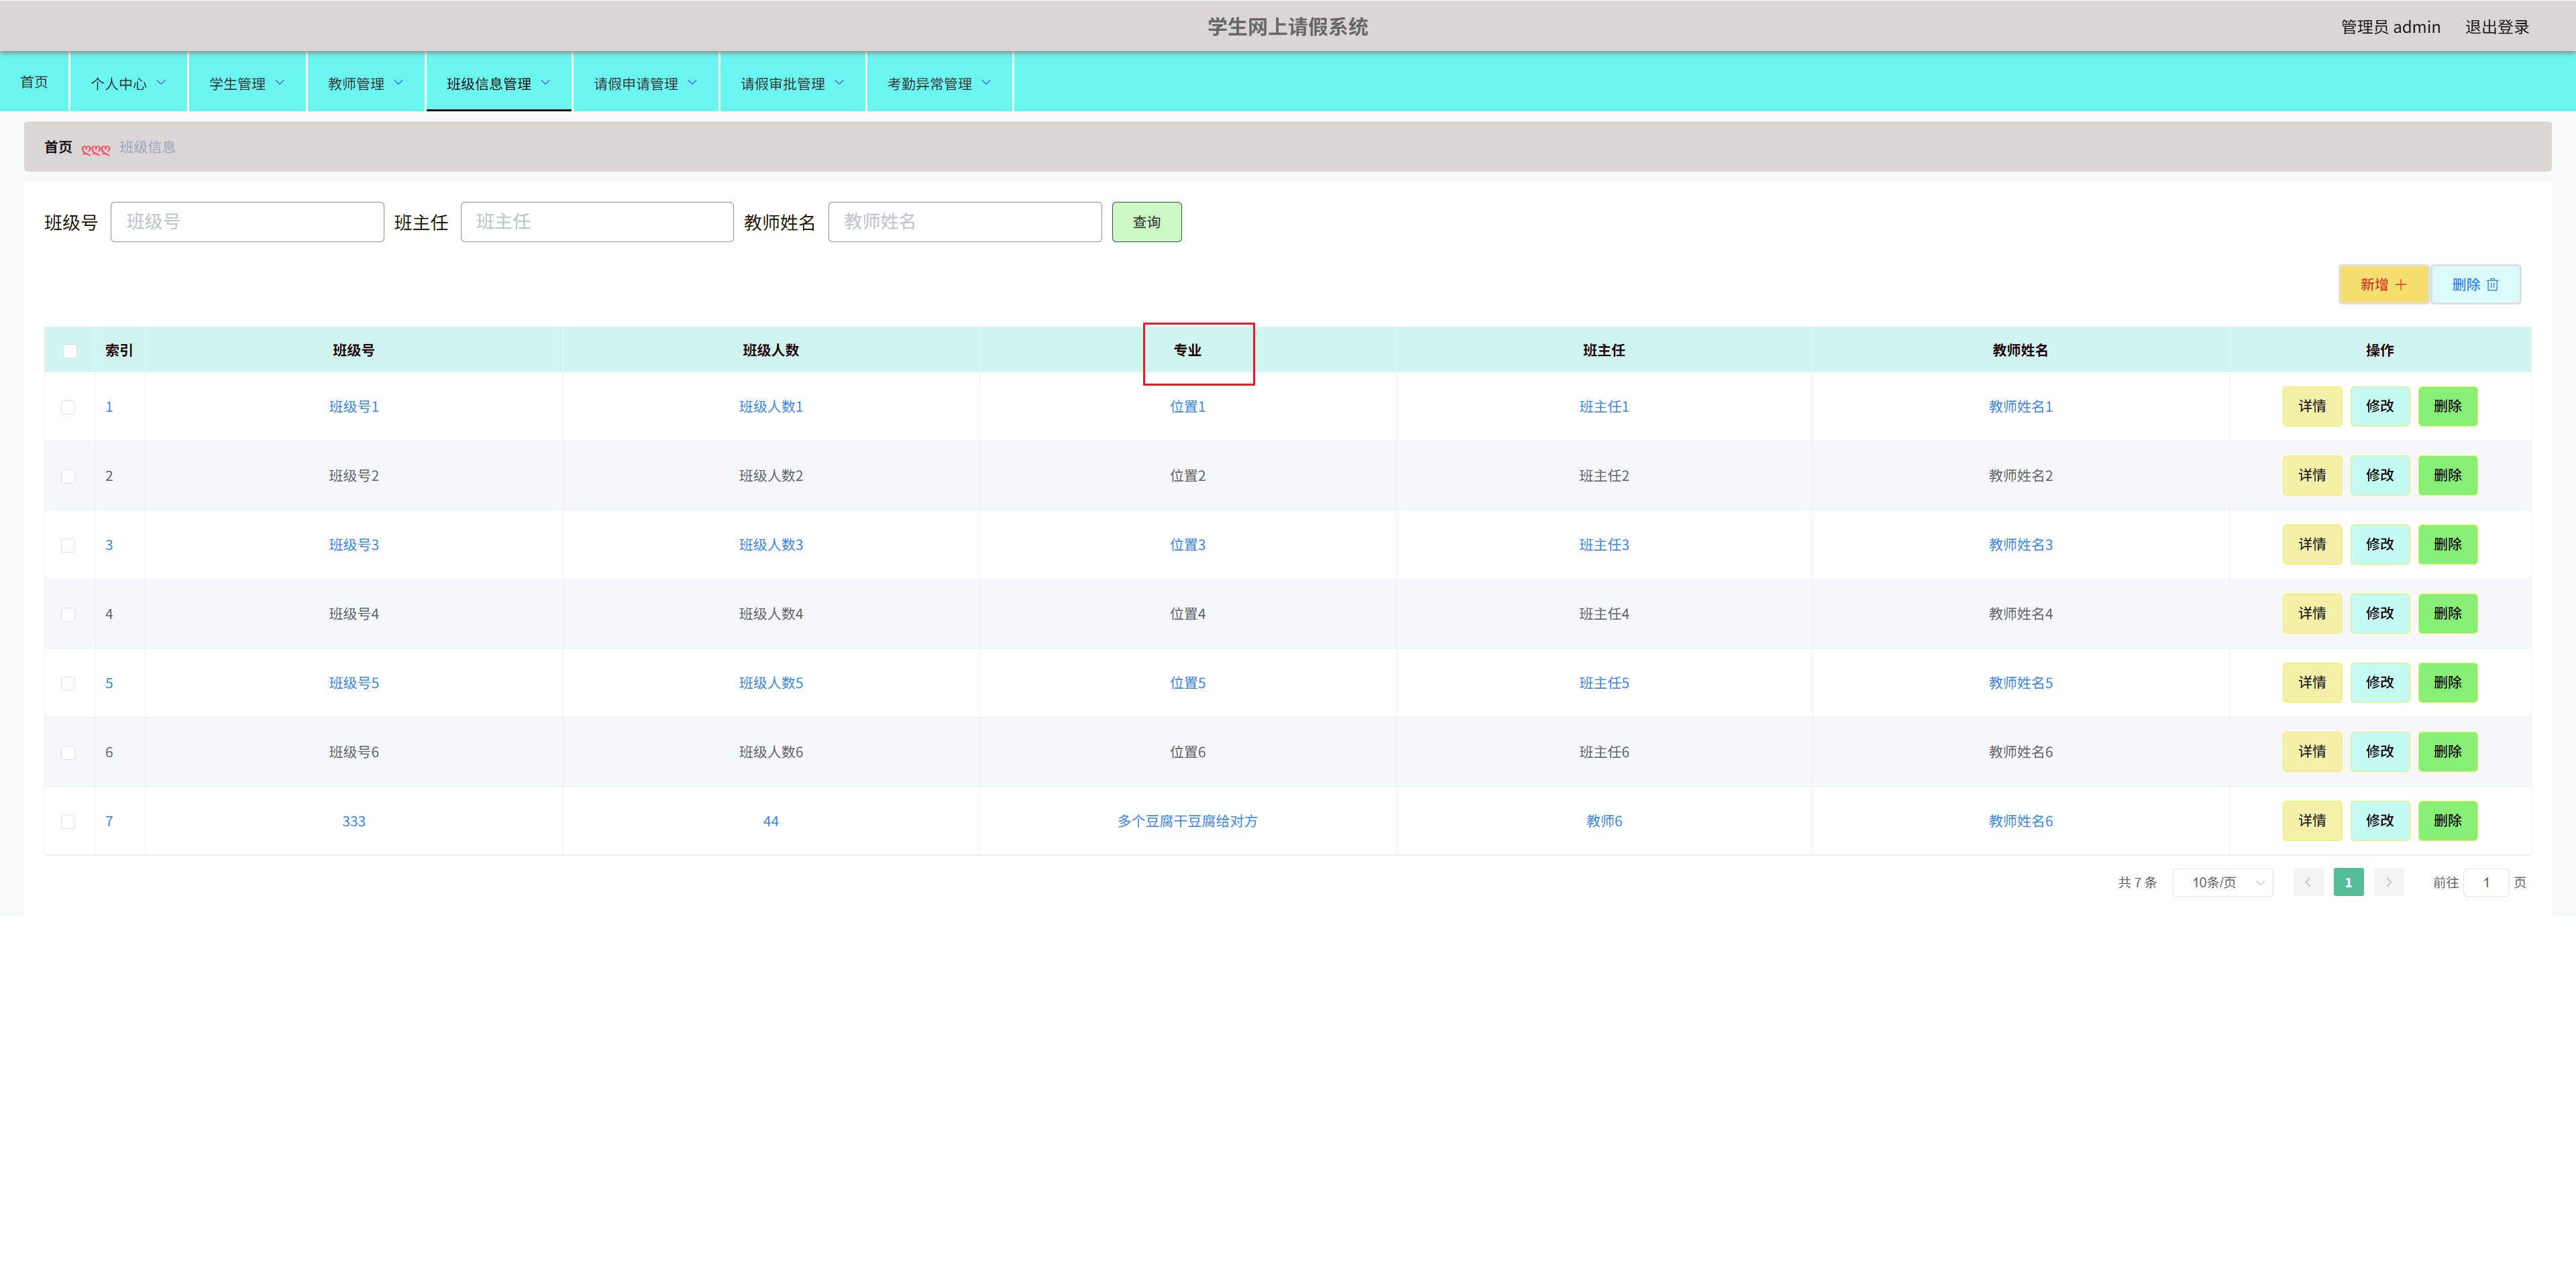 学生网上请假系统
管理员 admin 退出登录
首页 个人中心 学生管理 教师管理 班级信息管理 请假申请管理 请假审批管理 考勤异常管理
首页 ღღღ 班级信息
班级号 班级号 班主任 班主任 教师姓名 教师姓名 查询
新增 删除
索引 班级号 班级人数 专业 班主任 教师姓名 操作
1 班级号1 班级人数1 位置1 班主任1 教师姓名1 详情 修改 删除
2 班级号2 班级人数2 位置2 班主任2 教师姓名2 详情 修改 删除
3 班级号3 班级人数3 位置3 班主任3 教师姓名3 详情 修改 删除
4 班级号4 班级人数4 位置4 班主任4 教师姓名4 详情 修改 删除
5 班级号5 班级人数5 位置5 班主任5 教师姓名5 详情 修改 删除
6 班级号6 班级人数6 位置6 班主任6 教师姓名6 详情 修改 删除
7 333 44 多个豆腐干豆腐给对方 教师6 教师姓名6 详情 修改 删除
共 7 条 10条/页 1 前往 1 页